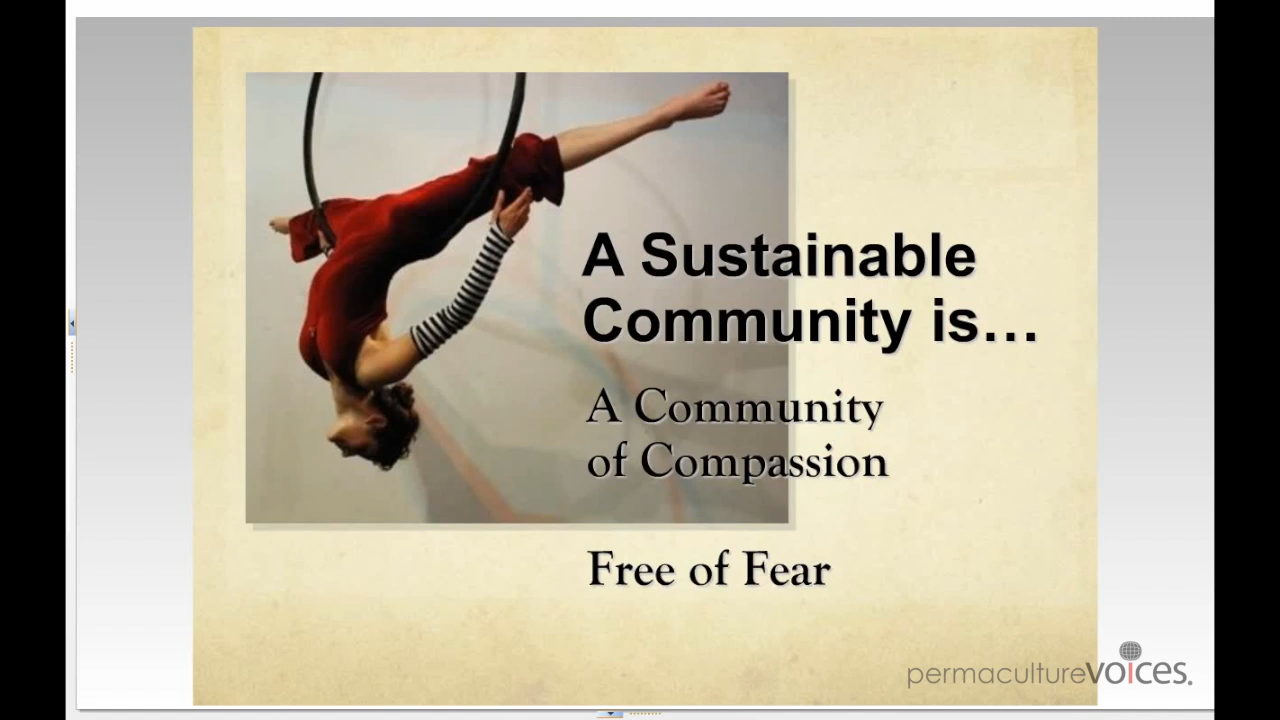 A Sustainable
Community is...
A Community
of Compassion
Free of Fear
permaculturevoices.